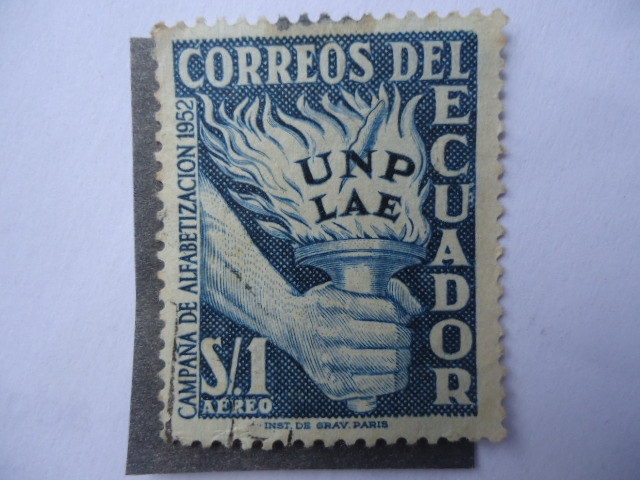 CORREOS DEL
ECUADOR
CAMPAÑA DE ALFABETIZACION 1952
UNP
LAE
S/.1
AEREO
INST. DE GRAV. PARIS